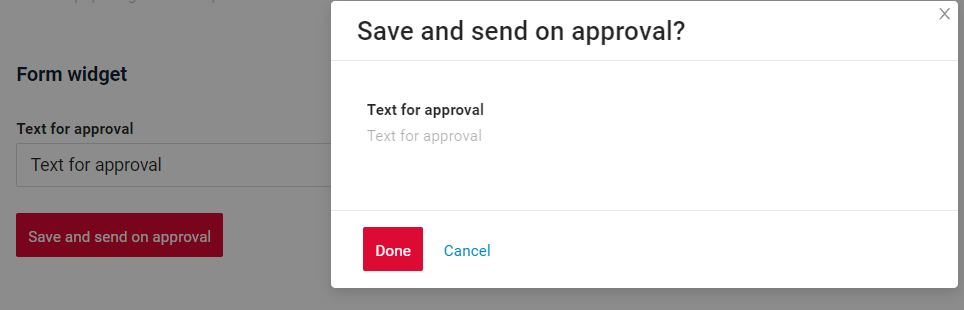 Save and send on approval?
Form widget
Text for approval
Text for approval
Save and send on approval
Text for approval
Text for approval
Done
Cancel